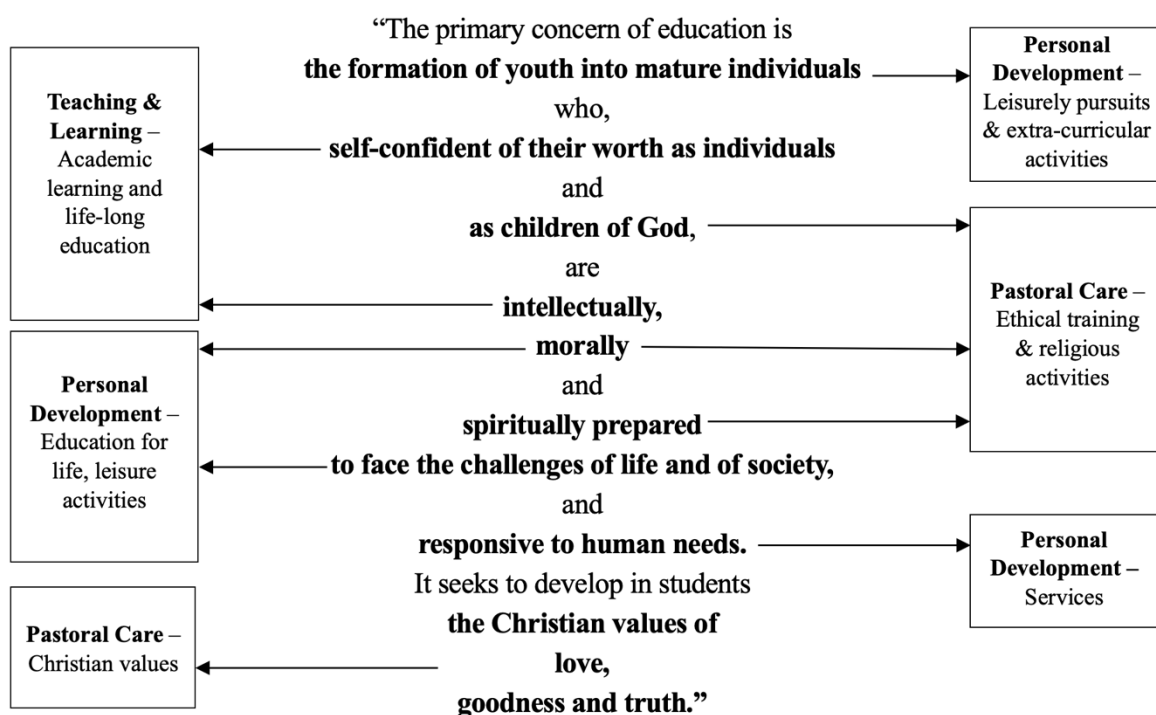 “The primary concern of education is
the formation of youth into mature individuals
who,
self-confident of their worth as individuals
and
as children of God,
are
intellectually,
morally
and
spiritually prepared
to face the challenges of life and of society,
and
responsive to human needs.
It seeks to develop in students
the Christian values of
love,
goodness and truth.”
Teaching &
Learning –
Academic
learning and
life-long
education
Personal
Development –
Education for
life, leisure
activities
Pastoral Care –
Christian values
Personal
Development –
Leisurely pursuits
& extra-curricular
activities
Pastoral Care –
Ethical training
& religious
activities
Personal
Development –
Services